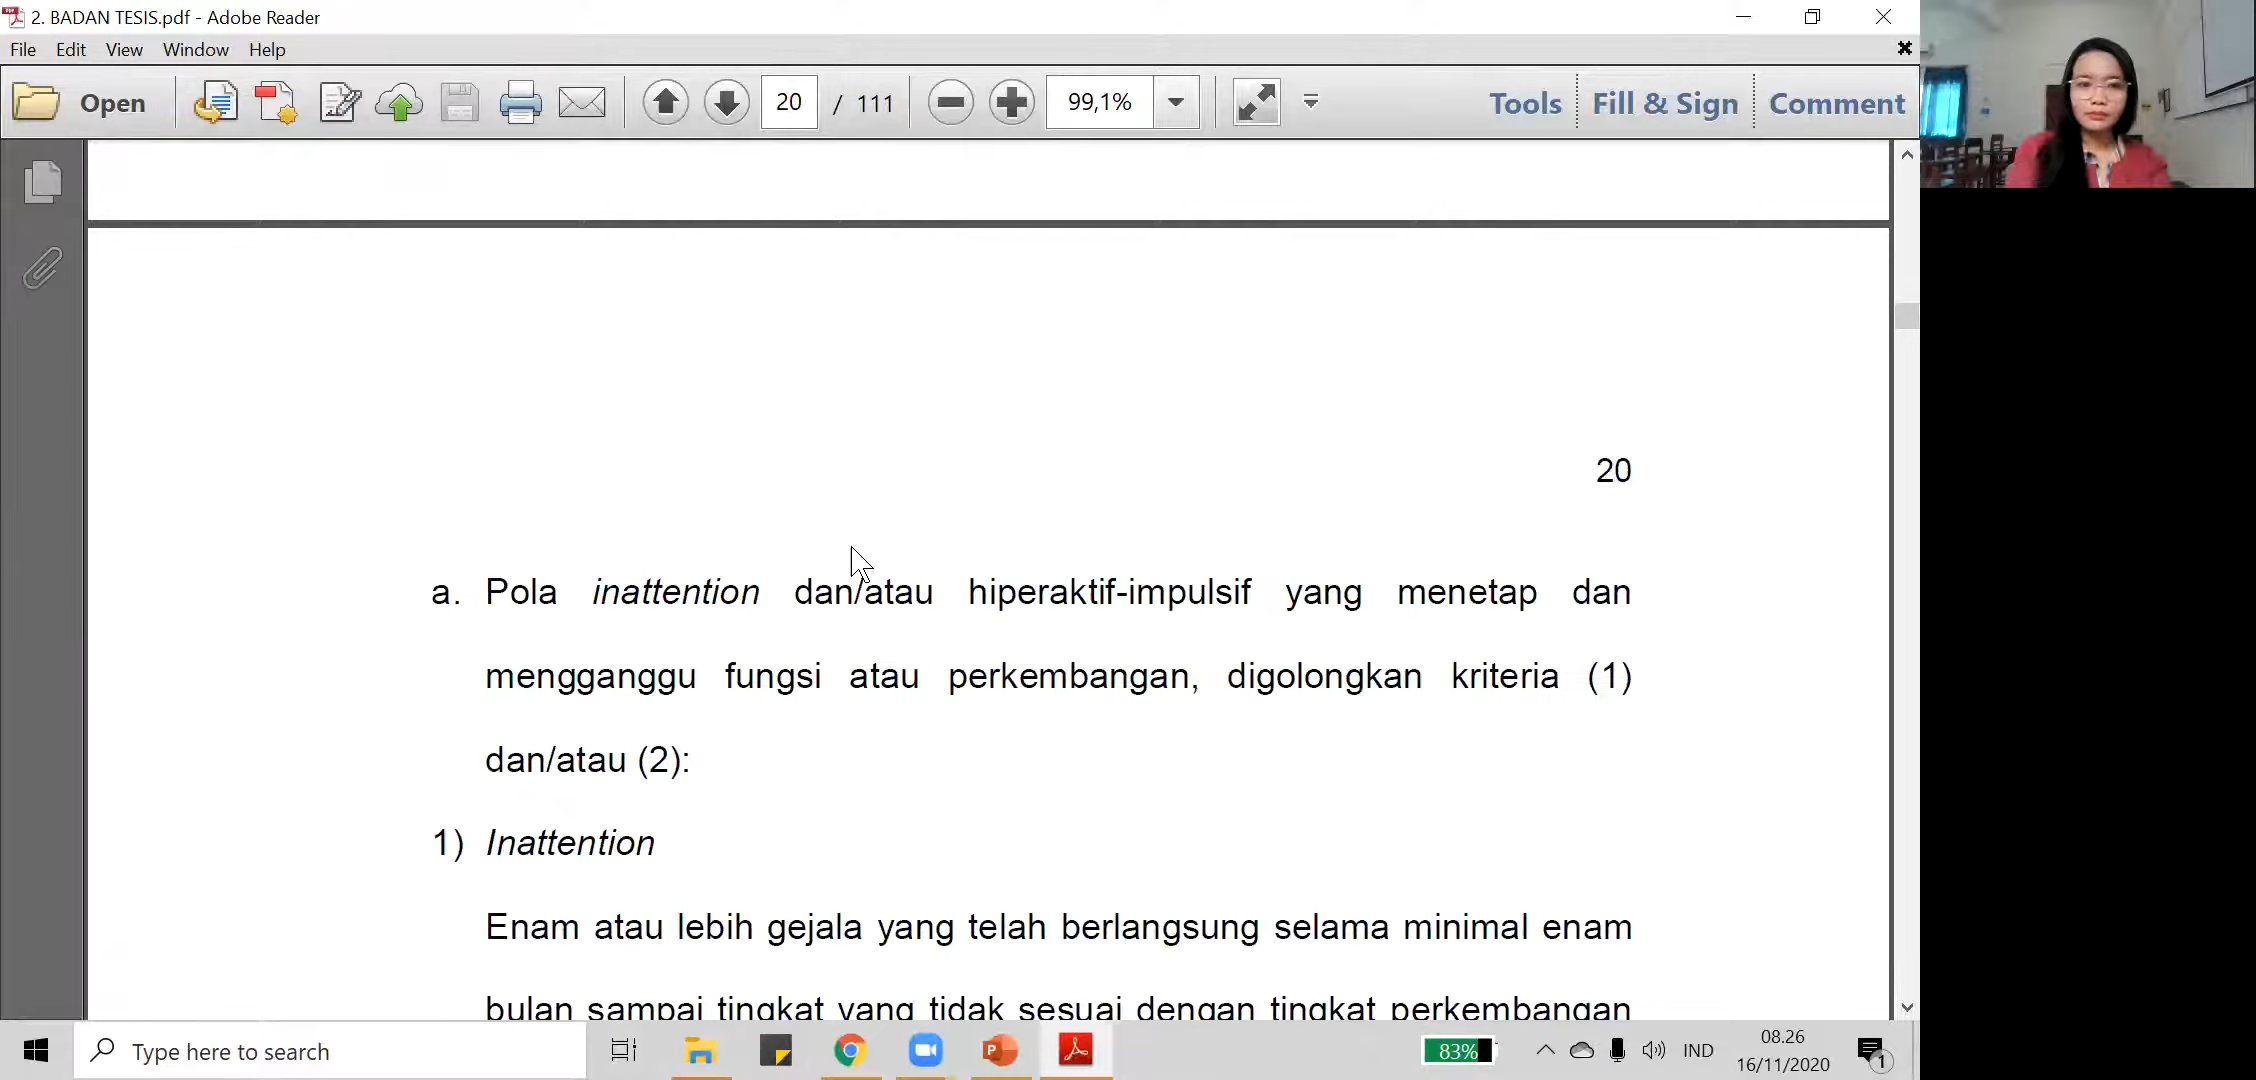 2. BADAN TESIS.pdf - Adobe Reader
File Edit View Window Help
Open 20 / 111 99,1% Tools Fill & Sign Comment
20
a. Pola inattention dan/atau hiperaktif-impulsif yang menetap dan
mengganggu fungsi atau perkembangan, digolongkan kriteria (1)
dan/atau (2):
1) Inattention
Enam atau lebih gejala yang telah berlangsung selama minimal enam
bulan sampai tingkat yang tidak sesuai dengan tingkat perkembangan
Type here to search 83% IND 08.26
16/11/2020 1